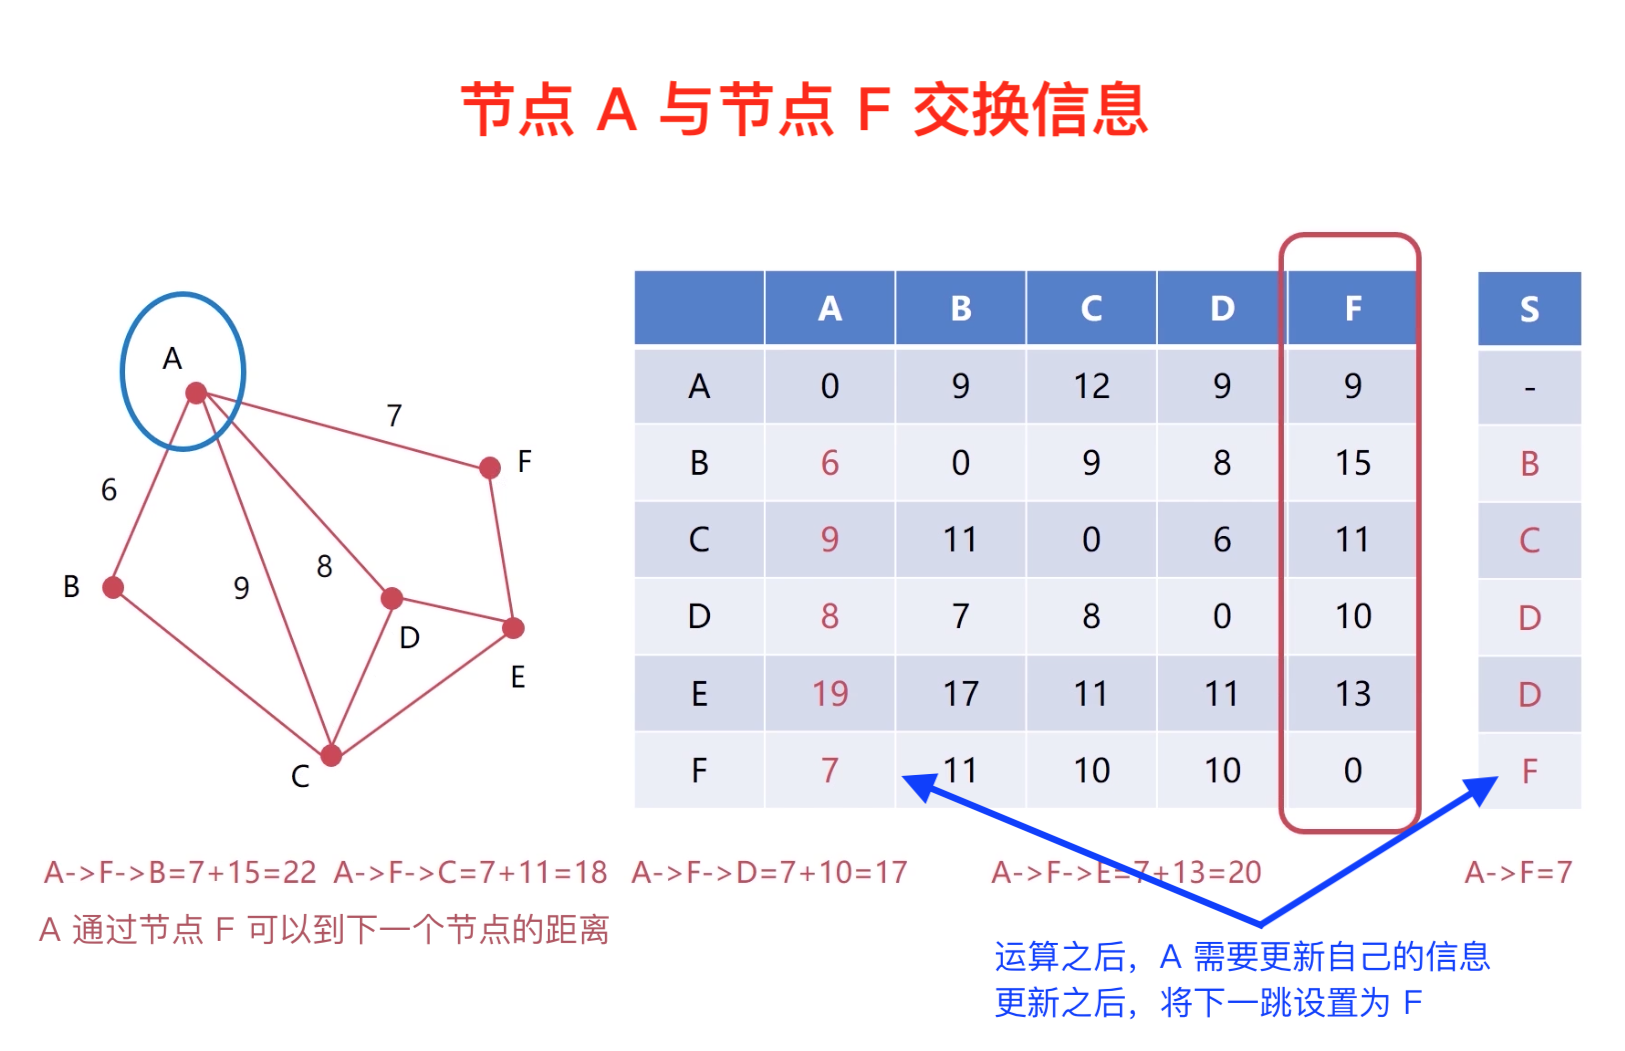 节点 A 与节点 F 交换信息
A
7
F
6
B
9
8
D
E
C
A B C D F S
A 0 9 12 9 9 -
B 6 0 9 8 15 B
C 9 11 0 6 11 C
D 8 7 8 0 10 D
E 19 17 11 11 13 D
F 7 11 10 10 0 F
A->F->B=7+15=22 A->F->C=7+11=18 A->F->D=7+10=17 A->F->E=7+13=20 A->F=7
A 通过节点 F 可以到下一个节点的距离
运算之后，A 需要更新自己的信息
更新之后，将下一跳设置为 F